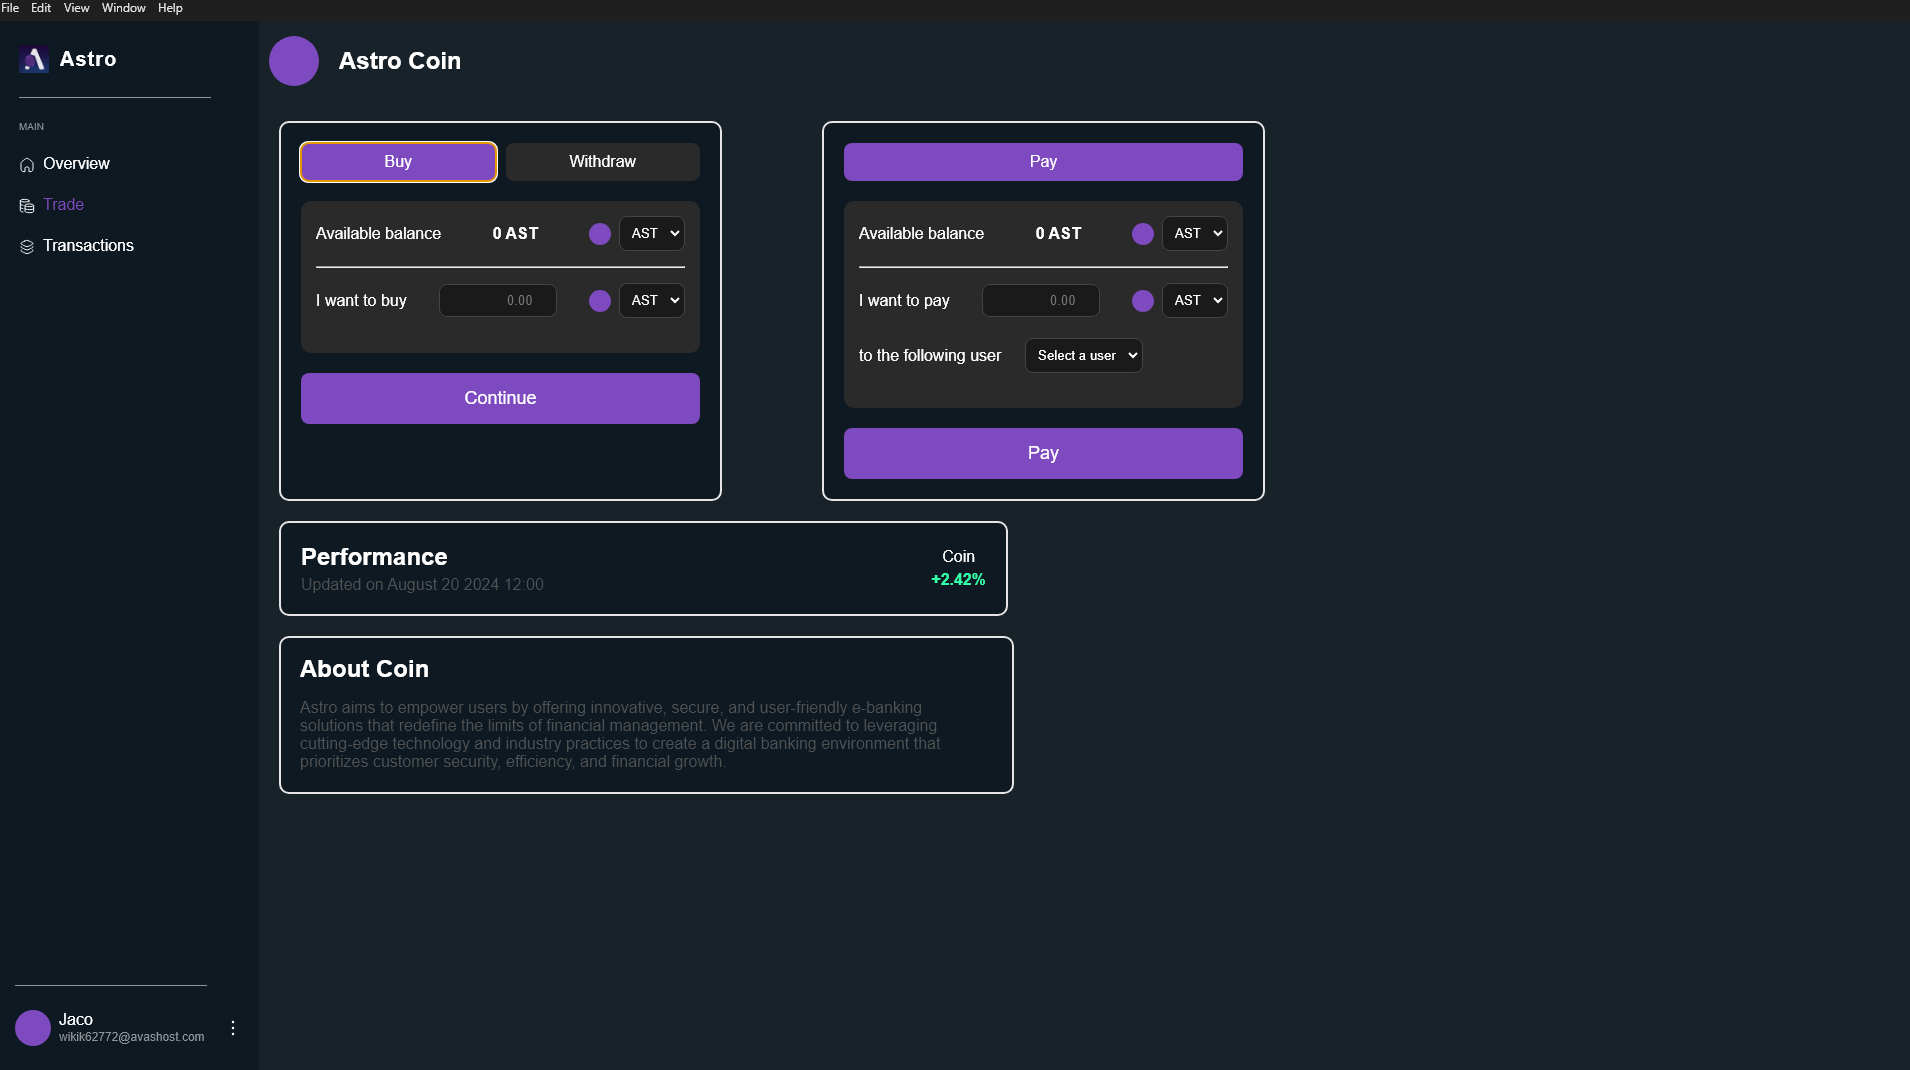 File Edit View Window Help
Astro
MAIN
Overview
Trade
Transactions
Jaco
wikik62772@avashost.com
Astro Coin
Buy Withdraw
Available balance 0 AST AST
I want to buy 0.00 AST
Continue
Pay
Available balance 0 AST AST
I want to pay 0.00 AST
to the following user Select a user
Pay
Performance
Updated on August 20 2024 12:00
Coin
+2.42%
About Coin
Astro aims to empower users by offering innovative, secure, and user-friendly e-banking
solutions that redefine the limits of financial management. We are committed to leveraging
cutting-edge technology and industry practices to create a digital banking environment that
prioritizes customer security, efficiency, and financial growth.